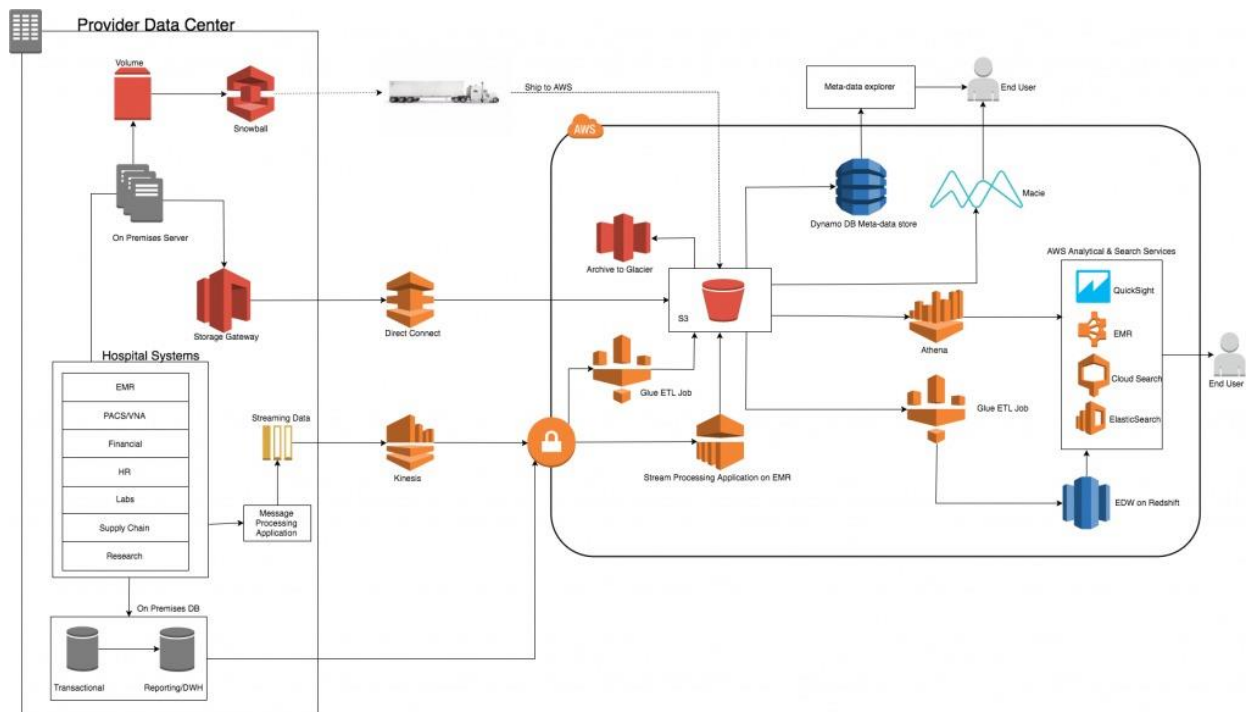 Provider Data Center
Volume
Snowball
Ship to AWS
Meta-data explorer
End User
AWS
On Premises Server
Dynamo DB Meta-data store
Macie
Archive to Glacier
AWS Analytical & Search Services
QuickSight
EMR
Cloud Search
ElasticSearch
S3
Storage Gateway
Direct Connect
Athena
End User
Hospital Systems
EMR
PACS/VNA
Financial
HR
Labs
Supply Chain
Research
Streaming Data
Glue ETL Job
Glue ETL Job
Kinesis
Stream Processing Application on EMR
EDW on Redshift
Message
Processing
Application
On Premises DB
Transactional
Reporting/DWH